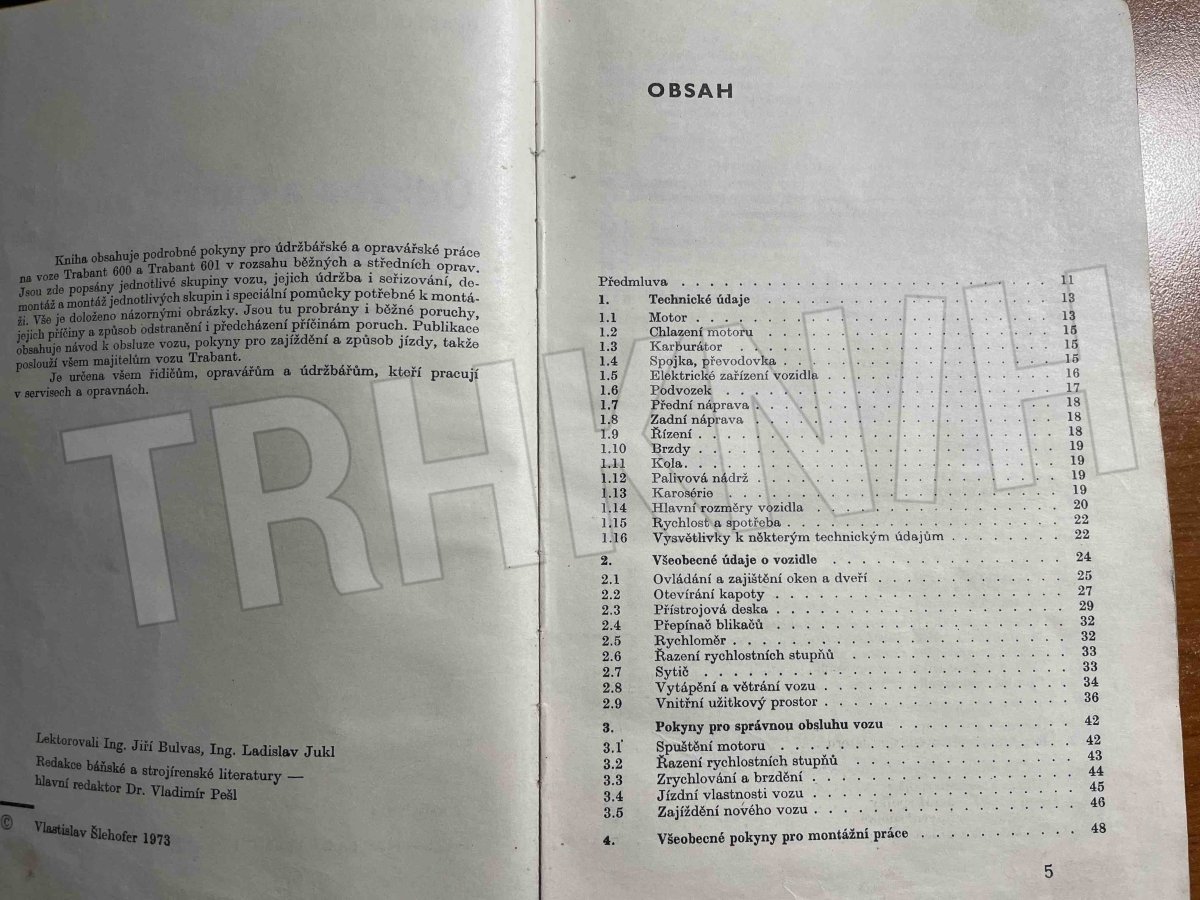 Kniha obsahuje podrobné pokyny pro údržbářské a opravářské práce
na voze Trabant 600 a Trabant 601 v rozsahu běžných a středních oprav.
Jsou zde popsány jednotlivé skupiny vozu, jejich údržba i seřizování, de-
montáž a montáž jednotlivých skupin i speciální pomůcky potřebné k montá-
ži. Vše je doloženo názornými obrázky. Jsou tu probrány i běžné poruchy,
jejich příčiny a způsob odstranění i předcházení příčinám poruch. Publikace
obsahuje návod k obsluze vozu, pokyny pro zajíždění a způsob jízdy, takže
poslouží všem majitelům vozu Trabant.
Je určena všem řidičům, opravářům a údržbářům, kteří pracují
v servisech a opravnách.
Lektorovali Ing. Jiří Bulvas, Ing. Ladislav Jukl
Redakce báňské a strojírenské literatury —
hlavní redaktor Dr. Vladimír Pešl
© Vlastislav Šlehofer 1973
OBSAH
Předmluva . . . 11
1. Technické údaje . . . 13
1.1 Motor . . . 13
1.2 Chlazení motoru . . . 15
1.3 Karburátor . . . 15
1.4 Spojka, převodovka . . . 15
1.5 Elektrické zařízení vozidla . . . 16
1.6 Podvozek . . . 17
1.7 Přední náprava . . . 18
1.8 Zadní náprava . . . 18
1.9 Řízení . . . 18
1.10 Brzdy . . . 19
1.11 Kola . . . 19
1.12 Palivová nádrž . . . 19
1.13 Karosérie . . . 19
1.14 Hlavní rozměry vozidla . . . 20
1.15 Rychlost a spotřeba . . . 22
1.16 Vysvětlivky k některým technickým údajům . . . 22
2. Všeobecné údaje o vozidle . . . 24
2.1 Ovládání a zajištění oken a dveří . . . 25
2.2 Otevírání kapoty . . . 27
2.3 Přístrojová deska . . . 29
2.4 Přepínač blikačů . . . 32
2.5 Rychloměr . . . 32
2.6 Řazení rychlostních stupňů . . . 33
2.7 Sytič . . . 33
2.8 Vytápění a větrání vozu . . . 34
2.9 Vnitřní užitkový prostor . . . 36
3. Pokyny pro správnou obsluhu vozu . . . 42
3.1 Spuštění motoru . . . 42
3.2 Řazení rychlostních stupňů . . . 43
3.3 Zrychlování a brzdění . . . 44
3.4 Jízdní vlastnosti vozu . . . 45
3.5 Zajíždění nového vozu . . . 46
4. Všeobecné pokyny pro montážní práce . . . 48
5
TRHKNIH